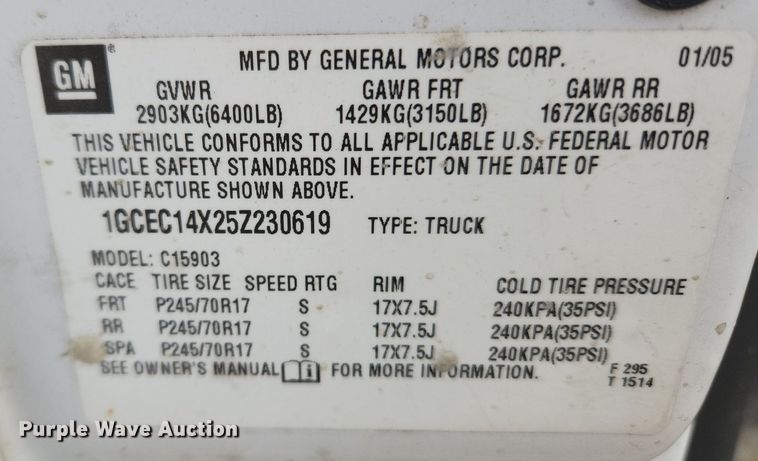 GM® MFD BY GENERAL MOTORS CORP. 01/05
GVWR GAWR FRT GAWR RR
2903KG(6400LB) 1429KG(3150LB) 1672KG(3686LB)
THIS VEHICLE CONFORMS TO ALL APPLICABLE U.S. FEDERAL MOTOR
VEHICLE SAFETY STANDARDS IN EFFECT ON THE DATE OF
MANUFACTURE SHOWN ABOVE.
1GCEC14X25Z230619 TYPE: TRUCK
MODEL: C15903
CACE TIRE SIZE SPEED RTG RIM COLD TIRE PRESSURE
FRT P245/70R17 S 17X7.5J 240KPA(35PSI)
RR P245/70R17 S 17X7.5J 240KPA(35PSI)
SPA P245/70R17 S 17X7.5J 240KPA(35PSI)
SEE OWNER'S MANUAL i FOR MORE INFORMATION. F 295
T 1514
Purple Wave Auction